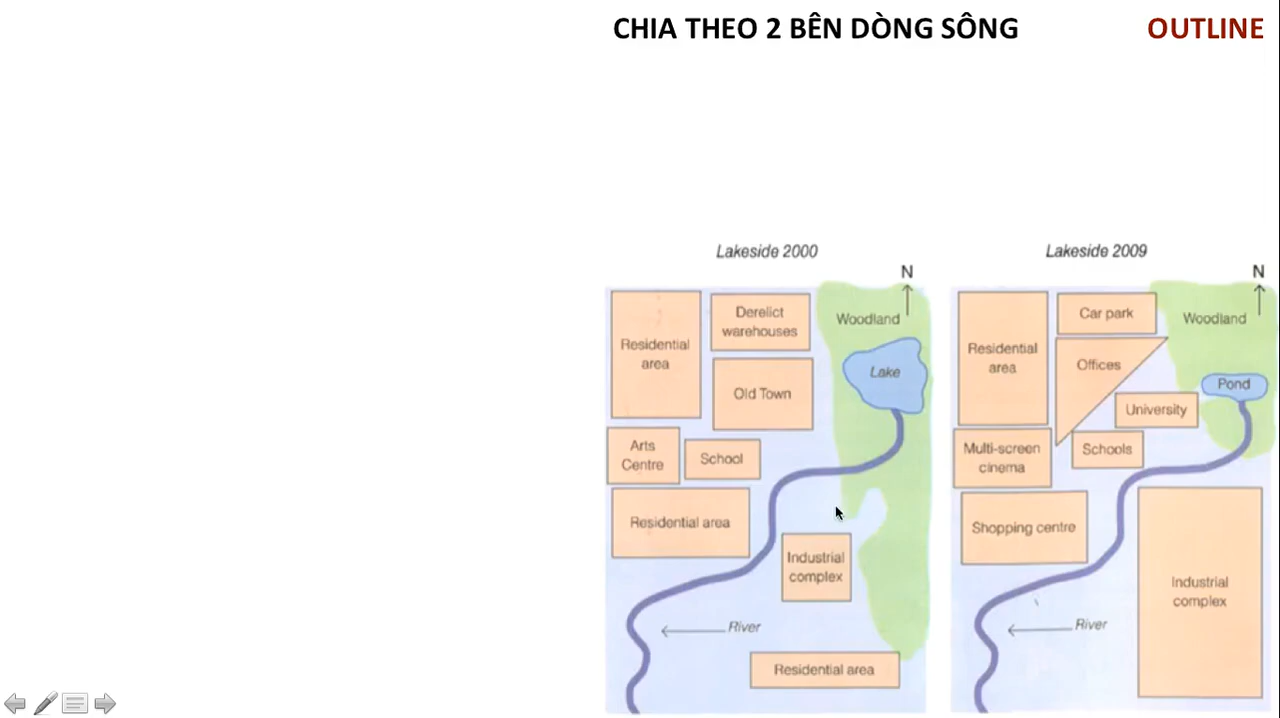 CHIA THEO 2 BÊN DÒNG SÔNG
OUTLINE
Lakeside 2000
N
Residential
area
Derelict
warehouses
Woodland
Lake
Old Town
Arts
Centre
School
Residential area
Industrial
complex
River
Residential area
Lakeside 2009
N
Residential
area
Car park
Woodland
Offices
Pond
University
Multi-screen
cinema
Schools
Shopping centre
Industrial
complex
River